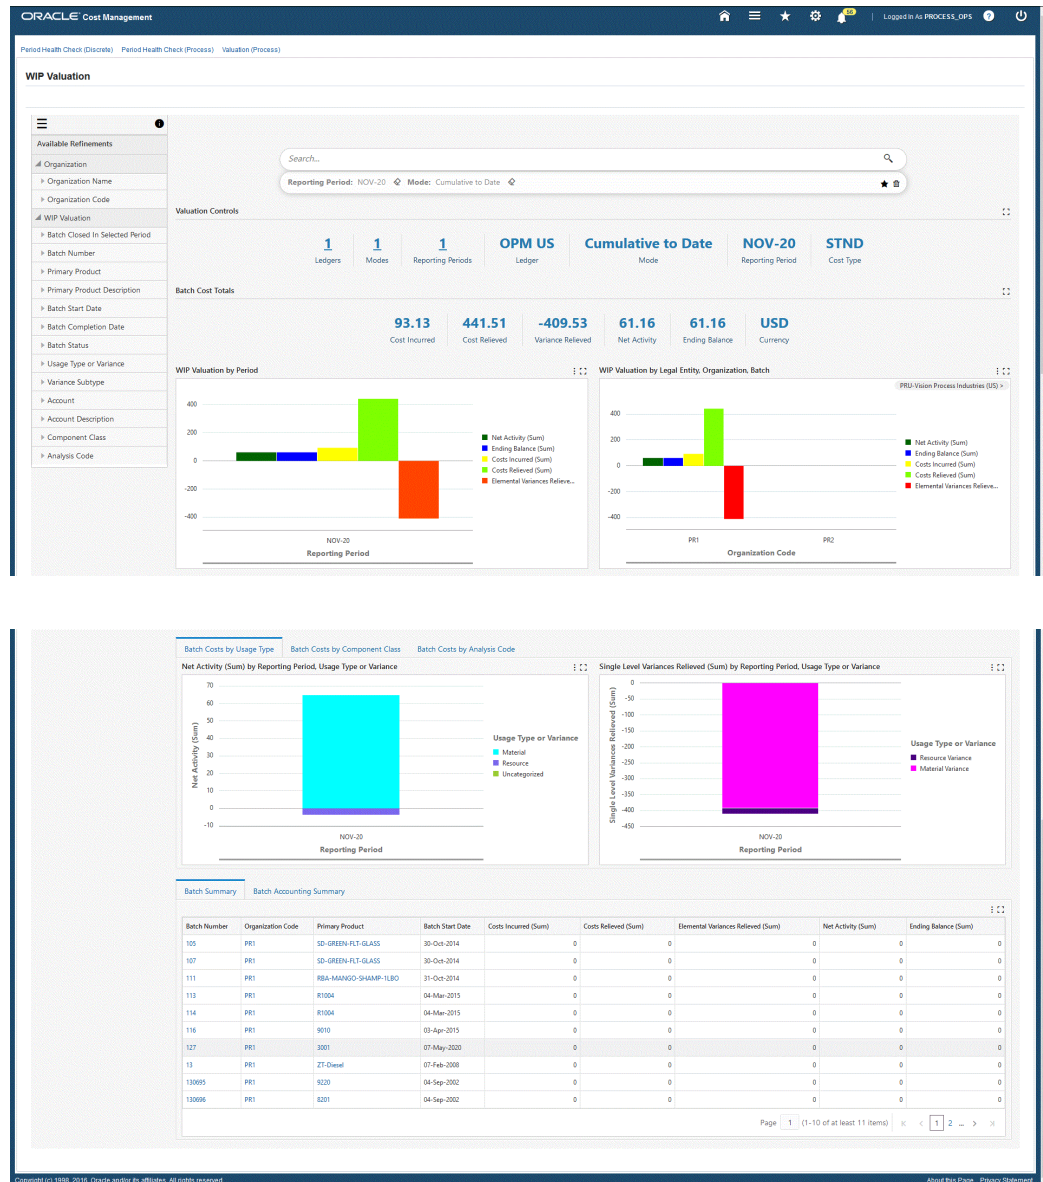 ORACLE Cost Management
56
Logged In As PROCESS_OPS
?
Period Health Check (Discrete) Period Health Check (Process) Valuation (Process)
WIP Valuation
Available Refinements
Organization
Organization Name
Organization Code
WIP Valuation
Batch Closed In Selected Period
Batch Number
Primary Product
Primary Product Description
Batch Start Date
Batch Completion Date
Batch Status
Usage Type or Variance
Variance Subtype
Account
Account Description
Component Class
Analysis Code
Search...
Reporting Period: NOV-20 Mode: Cumulative to Date
Valuation Controls
1 1 1 OPM US Cumulative to Date NOV-20 STND
Ledgers Modes Reporting Periods Ledger Mode Reporting Period Cost Type
Batch Cost Totals
93.13 441.51 -409.53 61.16 61.16 USD
Cost Incurred Cost Relieved Variance Relieved Net Activity Ending Balance Currency
WIP Valuation by Period
400
200
0
-200
-400
NOV-20
Reporting Period
Net Activity (Sum)
Ending Balance (Sum)
Costs Incurred (Sum)
Costs Relieved (Sum)
Elemental Variances Relieve...
WIP Valuation by Legal Entity, Organization, Batch
PRU-Vision Process Industries (US) >
400
200
0
-200
-400
PR1 PR2
Organization Code
Net Activity (Sum)
Ending Balance (Sum)
Costs Incurred (Sum)
Costs Relieved (Sum)
Elemental Variances Relieve...
Batch Costs by Usage Type Batch Costs by Component Class Batch Costs by Analysis Code
Net Activity (Sum) by Reporting Period, Usage Type or Variance
Net Activity (Sum)
70
60
50
40
30
20
10
0
-10
NOV-20
Reporting Period
Usage Type or Variance
Material
Resource
Uncategorized
Single Level Variances Relieved (Sum) by Reporting Period, Usage Type or Variance
Single Level Variances Relieved (Sum)
0
-50
-100
-150
-200
-250
-300
-350
-400
-450
NOV-20
Reporting Period
Usage Type or Variance
Resource Variance
Material Variance
Batch Summary Batch Accounting Summary
Batch Number Organization Code Primary Product Batch Start Date Costs Incurred (Sum) Costs Relieved (Sum) Elemental Variances Relieved (Sum) Net Activity (Sum) Ending Balance (Sum)
105 PR1 SD-GREEN-FLT-GLASS 30-Oct-2014 0 0 0 0 0
107 PR1 SD-GREEN-FLT-GLASS 30-Oct-2014 0 0 0 0 0
111 PR1 RBA-MANGO-SHAMP-1LBO 31-Oct-2014 0 0 0 0 0
113 PR1 R1004 04-Mar-2015 0 0 0 0 0
114 PR1 R1004 04-Mar-2015 0 0 0 0 0
116 PR1 9010 03-Apr-2015 0 0 0 0 0
127 PR1 3001 07-May-2020 0 0 0 0 0
13 PR1 ZT-Diesel 07-Feb-2008 0 0 0 0 0
130695 PR1 9220 04-Sep-2002 0 0 0 0 0
130696 PR1 8201 04-Sep-2002 0 0 0 0 0
Page 1 (1-10 of at least 11 items) 1 2 ...
Copyright (c) 1998, 2016, Oracle and/or its affiliates. All rights reserved.
About this Page Privacy Statement